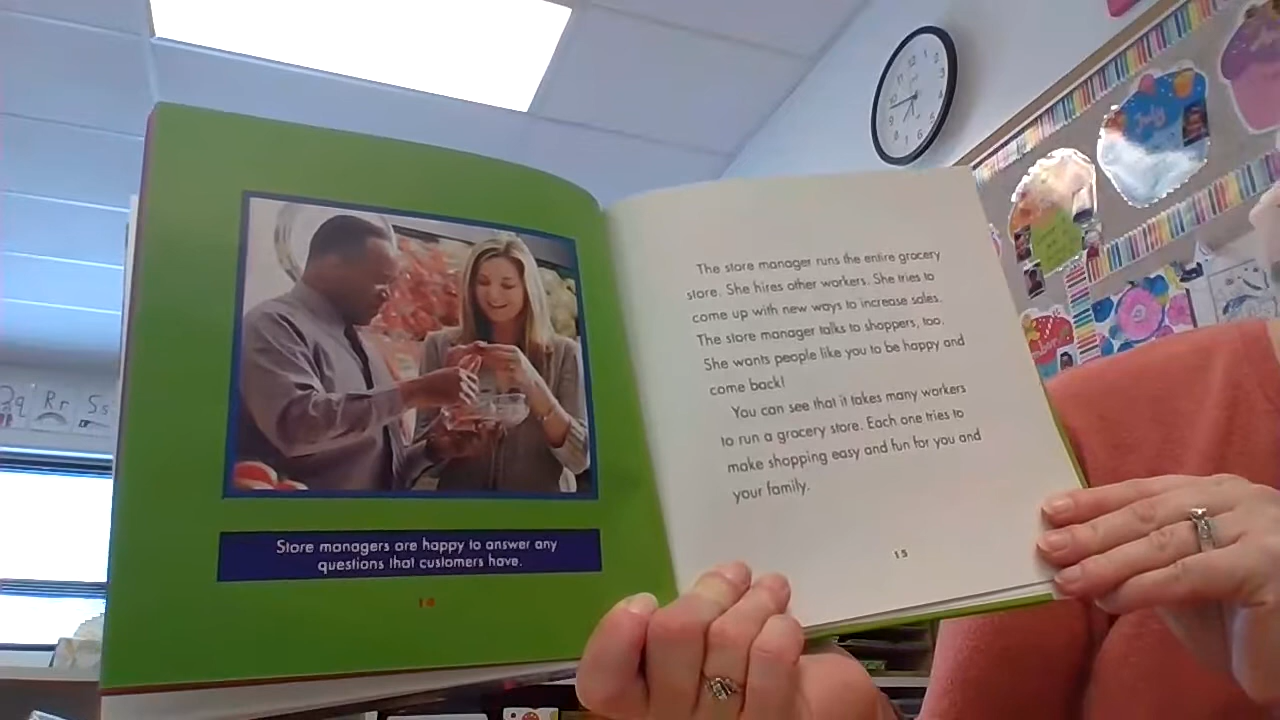 Store managers are happy to answer any
questions that customers have.
The store manager runs the entire grocery
store. She hires other workers. She tries to
come up with new ways to increase sales.
The store manager talks to shoppers, too.
She wants people like you to be happy and
come back!
You can see that it takes many workers
to run a grocery store. Each one tries to
make shopping easy and fun for you and
your family.
15
Rr Ss
July